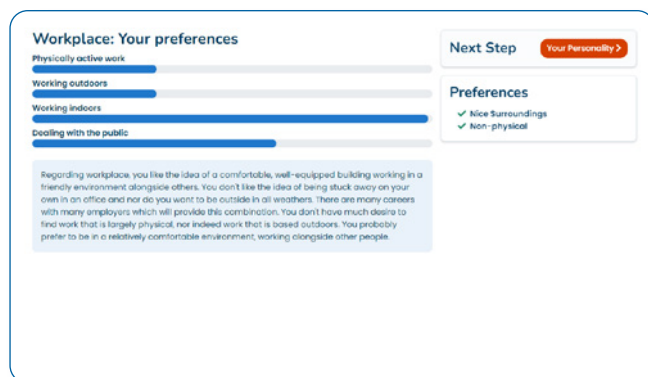 Workplace: Your preferences
Physically active work
Working outdoors
Working indoors
Dealing with the public
Regarding workplace, you like the idea of a comfortable, well-equipped building working in a
friendly environment alongside others. You don't like the idea of being stuck away on your
own in an office and nor do you want to be outside in all weathers. There are many careers
with many employers which will provide this combination. You don't have much desire to
find work that is largely physical, nor indeed work that is based outdoors. You probably
prefer to be in a relatively comfortable environment, working alongside other people.
Next Step
Your Personality
Preferences
Nice Surroundings
Non-physical